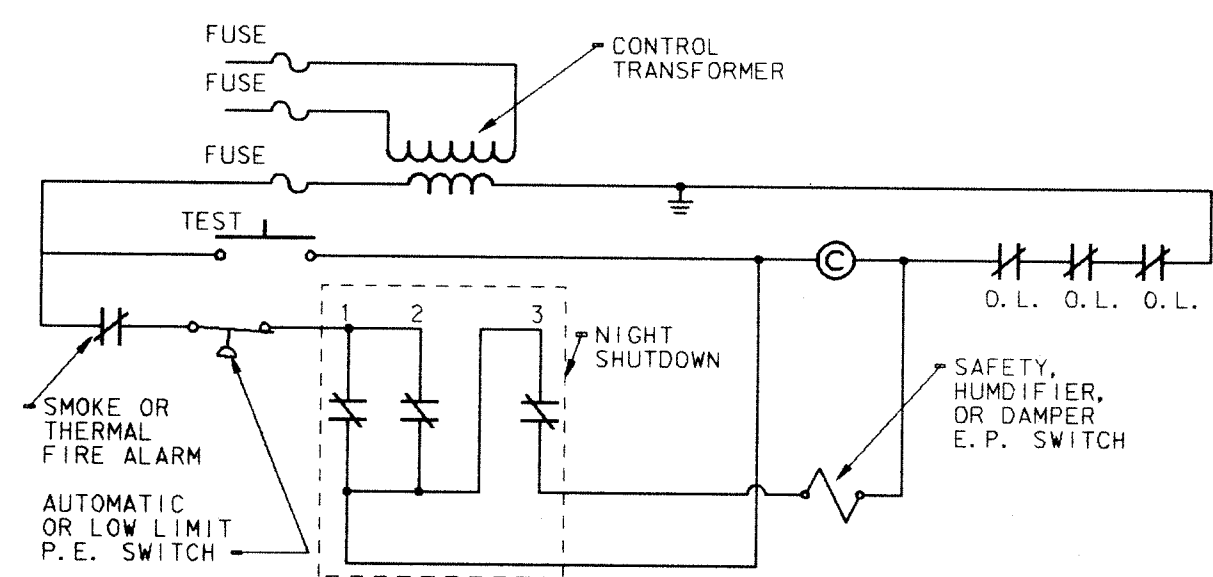 FUSE
CONTROL
TRANSFORMER
FUSE
FUSE
TEST
C
O.L. O.L. O.L.
1 2 3
NIGHT
SHUTDOWN
SAFETY,
HUMDIFIER,
OR DAMPER
E.P. SWITCH
SMOKE OR
THERMAL
FIRE ALARM
AUTOMATIC
OR LOW LIMIT
P.E. SWITCH